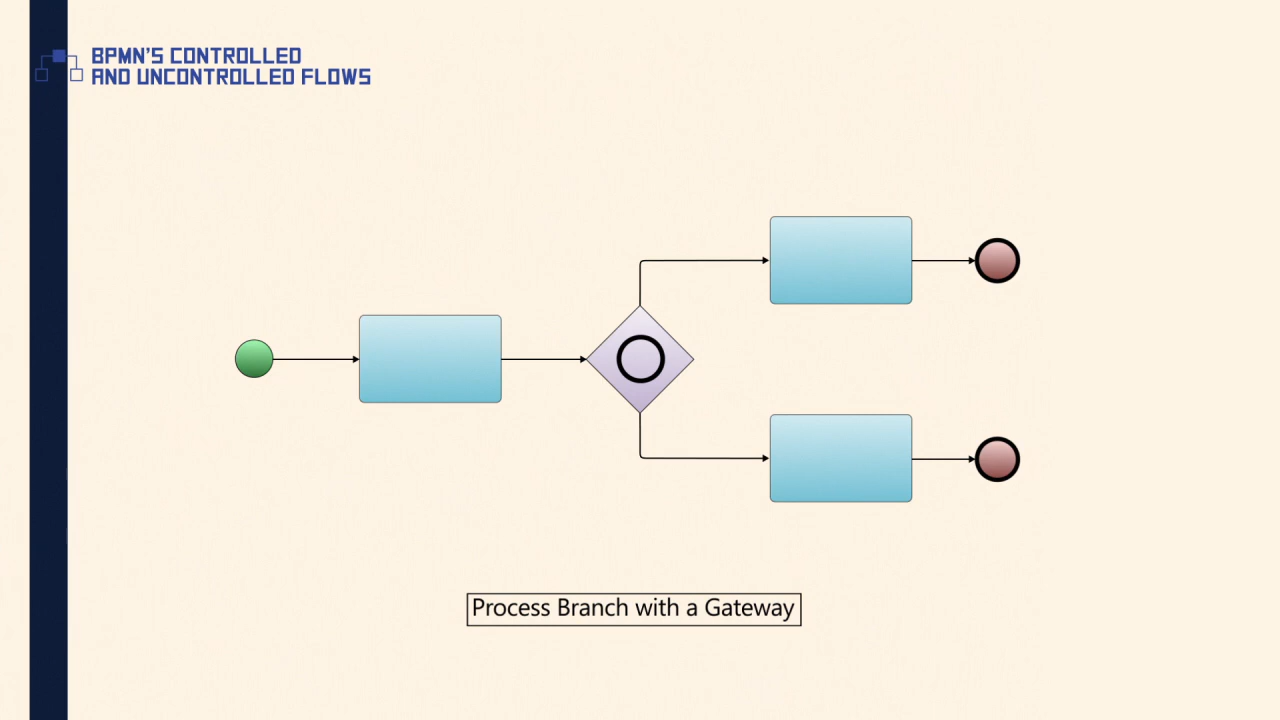 BPMN'S CONTROLLED
AND UNCONTROLLED FLOWS
Process Branch with a Gateway